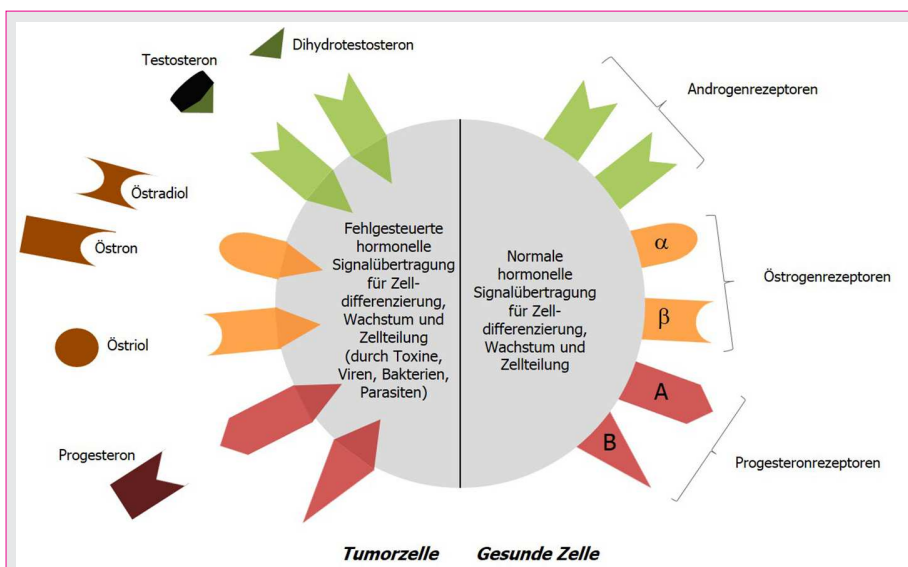 Dihydrotestosteron
Testosteron
Androgenrezeptoren
Östradiol
Östron
Östriol
Progesteron
Fehlgesteuerte
hormonelle
Signalübertragung
für Zell-
differenzierung,
Wachstum und
Zellteilung
(durch Toxine,
Viren, Bakterien,
Parasiten)
Normale
hormonelle
Signalübertragung
für Zell-
differenzierung,
Wachstum und
Zellteilung
α
β
Östrogenrezeptoren
A
B
Progesteronrezeptoren
Tumorzelle
Gesunde Zelle